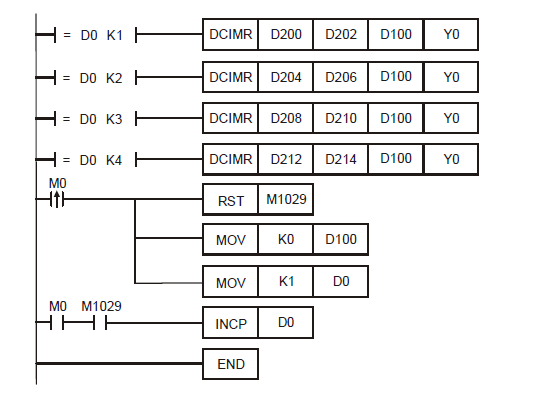 = D0 K1 DCIMR D200 D202 D100 Y0
= D0 K2 DCIMR D204 D206 D100 Y0
= D0 K3 DCIMR D208 D210 D100 Y0
= D0 K4 DCIMR D212 D214 D100 Y0
M0
RST M1029
MOV K0 D100
MOV K1 D0
M0 M1029
INCP D0
END